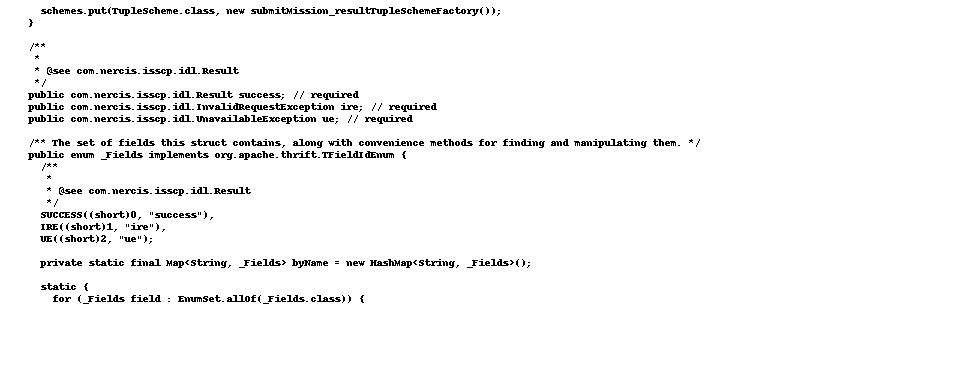 schemes.put(TupleScheme.class, new submitMission_resultTupleSchemeFactory());
}
/**
*
* @see com.nercis.isscp.idl.Result
*/
public com.nercis.isscp.idl.Result success; // required
public com.nercis.isscp.idl.InvalidRequestException ire; // required
public com.nercis.isscp.idl.UnavailableException ue; // required
/** The set of fields this struct contains, along with convenience methods for finding and manipulating them. */
public enum _Fields implements org.apache.thrift.TFieldIdEnum {
/**
*
* @see com.nercis.isscp.idl.Result
*/
SUCCESS((short)0, "success"),
IRE((short)1, "ire"),
UE((short)2, "ue");
private static final Map<String, _Fields> byName = new HashMap<String, _Fields>();
static {
for (_Fields field : EnumSet.allOf(_Fields.class)) {